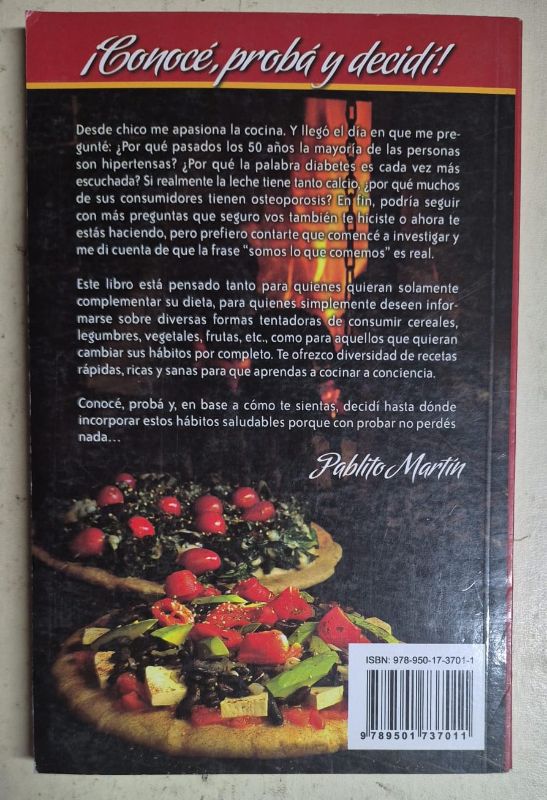 ¡Conocé, probá y decidí!
Desde chico me apasiona la cocina. Y llegó el día en que me pre-
gunté: ¿Por qué pasados los 50 años la mayoría de las personas
son hipertensas? ¿Por qué la palabra diabetes es cada vez más
escuchada? Si realmente la leche tiene tanto calcio, ¿por qué muchos
de sus consumidores tienen osteoporosis? En fin, podría seguir
con más preguntas que seguro vos también te hiciste o ahora te
estás haciendo, pero prefiero contarte que comencé a investigar y
me di cuenta de que la frase “somos lo que comemos” es real.
Este libro está pensado tanto para quienes quieran solamente
complementar su dieta, para quienes simplemente deseen infor-
marse sobre diversas formas tentadoras de consumir cereales,
legumbres, vegetales, frutas, etc., como para aquellos que quieran
cambiar sus hábitos por completo. Te ofrezco diversidad de recetas
rápidas, ricas y sanas para que aprendas a cocinar a conciencia.
Conocé, probá y, en base a cómo te sientas, decidí hasta dónde
incorporar estos hábitos saludables porque con probar no perdés
nada…
Pablito Martín
ISBN: 978-950-17-3701-1
9 789501 737011